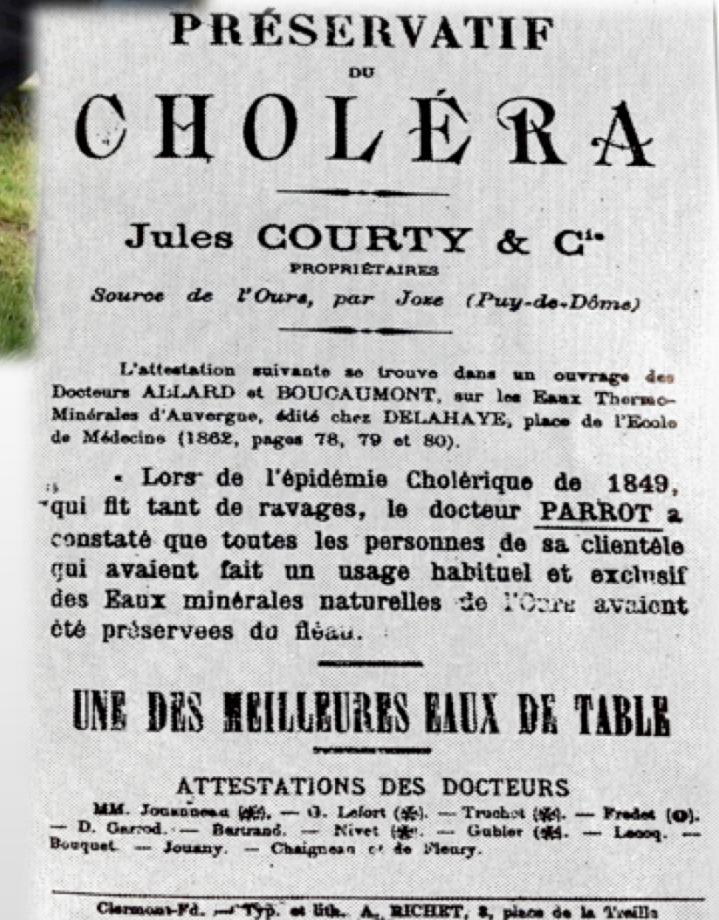 PRÉSERVATIF
DU
CHOLÉRA
Jules COURTY & Cie
PROPRIÉTAIRES
Source de l'Ours, par Joze (Puy-de-Dôme)
L'attestation suivante se trouve dans un ouvrage des
Docteurs ALLARD et BOUCAUMONT, sur les Eaux Thermo-
Minérales d'Auvergne, édité chez DELAHAYE, place de l'Ecole
de Médecine (1862, pages 78, 79 et 80).
« Lors de l'épidémie Cholérique de 1849,
qui fit tant de ravages, le docteur PARROT a
constaté que toutes les personnes de sa clientèle
qui avaient fait un usage habituel et exclusif
des Eaux minérales naturelles de l'Ours avaient
été préservees du fléau.
UNE DES MEILLEURES EAUX DE TABLE
ATTESTATIONS DES DOCTEURS
MM. Jouanneau (✻). — G. Lefort (✻). — Truchot (✻). — Fredet (O).
— D. Garrod. — Bertrand. — Nivet (✻). — Gubler (✻). — Lecoq. —
Bouquet. — Jouany. — Chaigneau et de Fleury.
Clermont-Fd. — Typ. et lith. A. RICHET, 8, place de la Treille